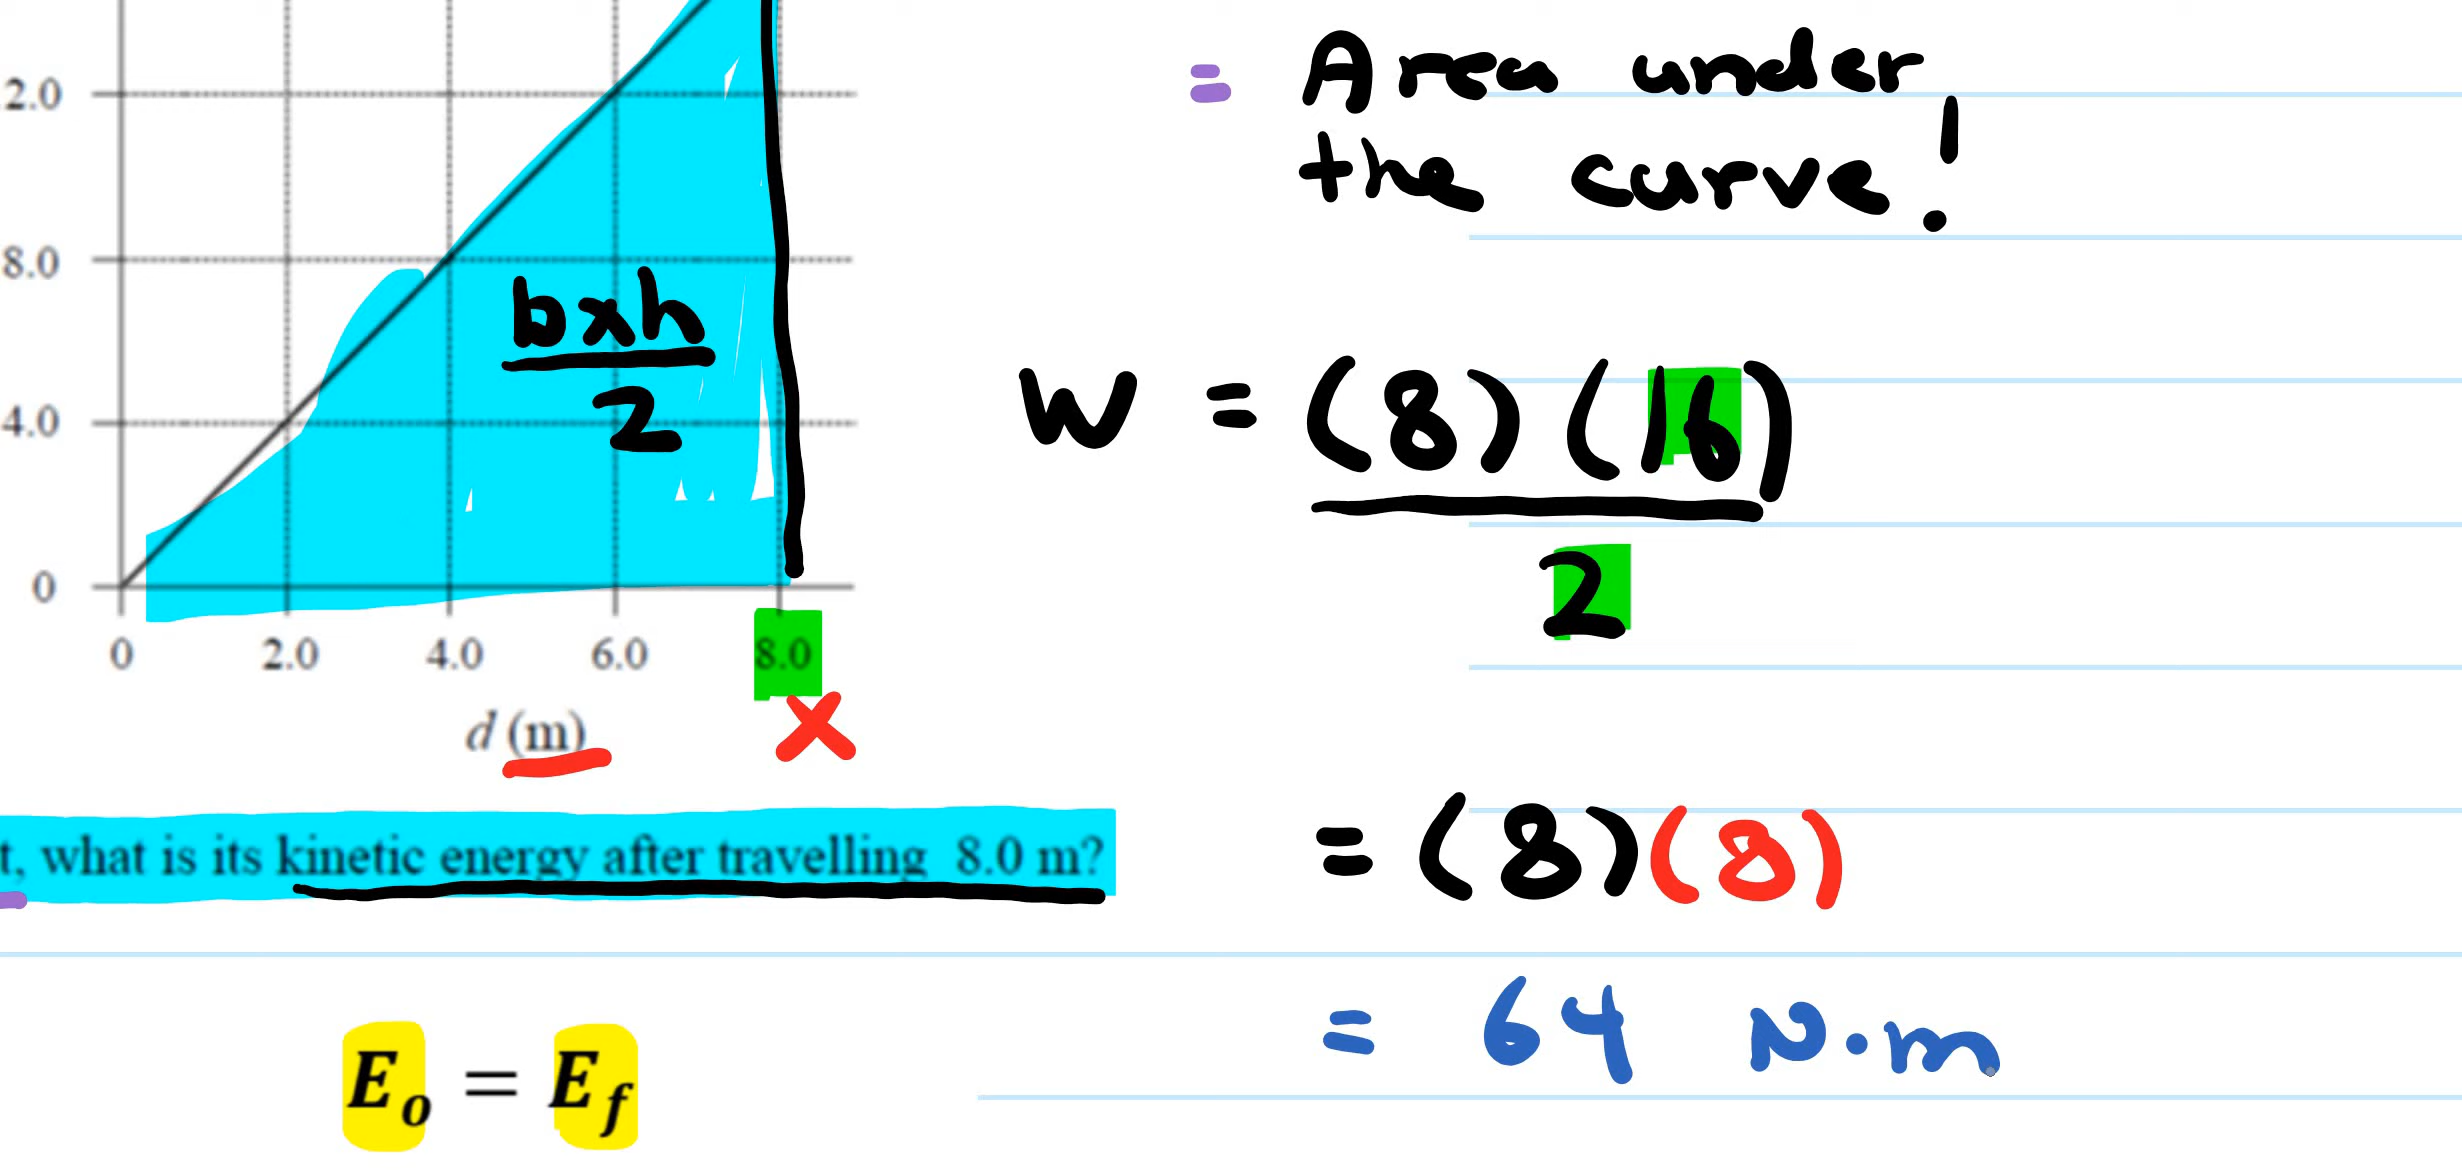 = Area under
the curve!
2.0
8.0
4.0
0
bxh
2
W = (8)(16)
2
0 2.0 4.0 6.0 8.0
x
d (m)
= (8)(8)
t, what is its kinetic energy after travelling 8.0 m?
= 64 N·m
Eo = Ef